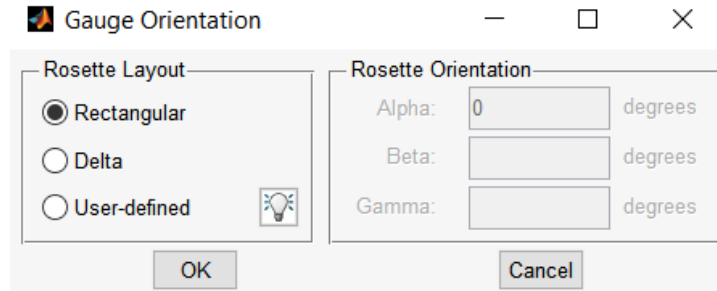 Gauge Orientation
Rosette Layout
Rectangular
Delta
User-defined
Rosette Orientation
Alpha: 0 degrees
Beta: degrees
Gamma: degrees
OK
Cancel